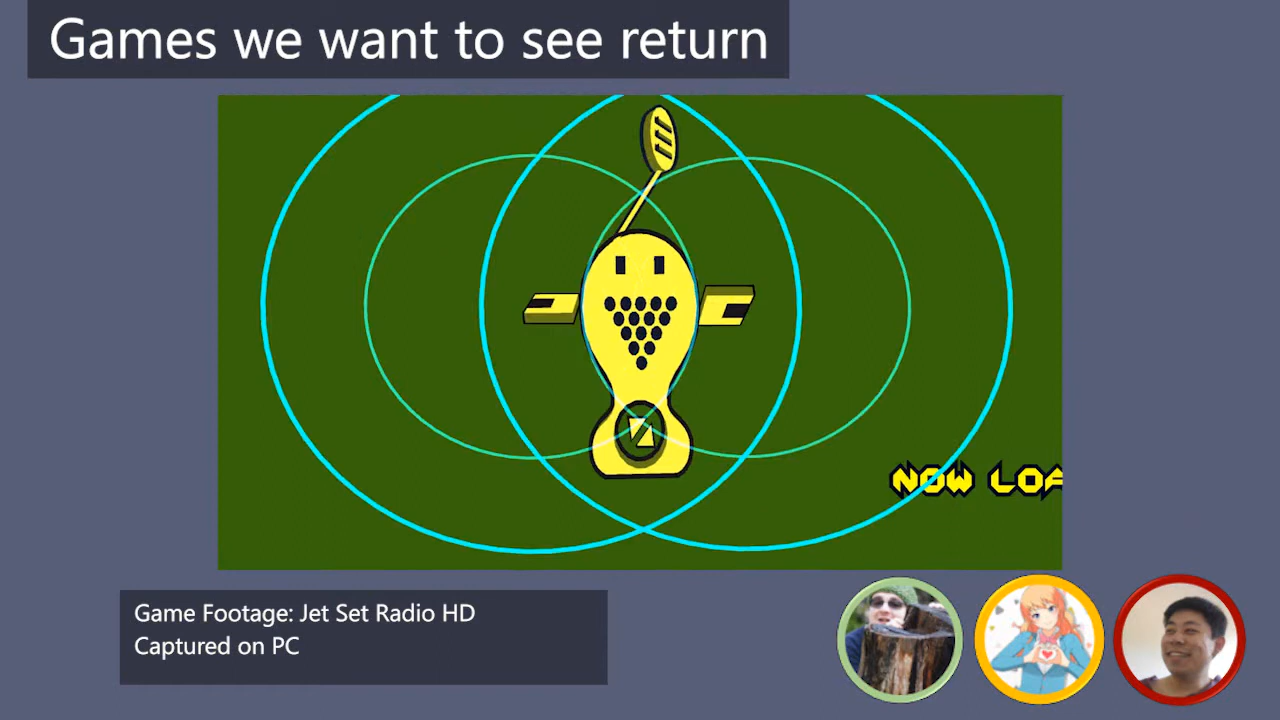 Games we want to see return
NOW LOA
Game Footage: Jet Set Radio HD
Captured on PC